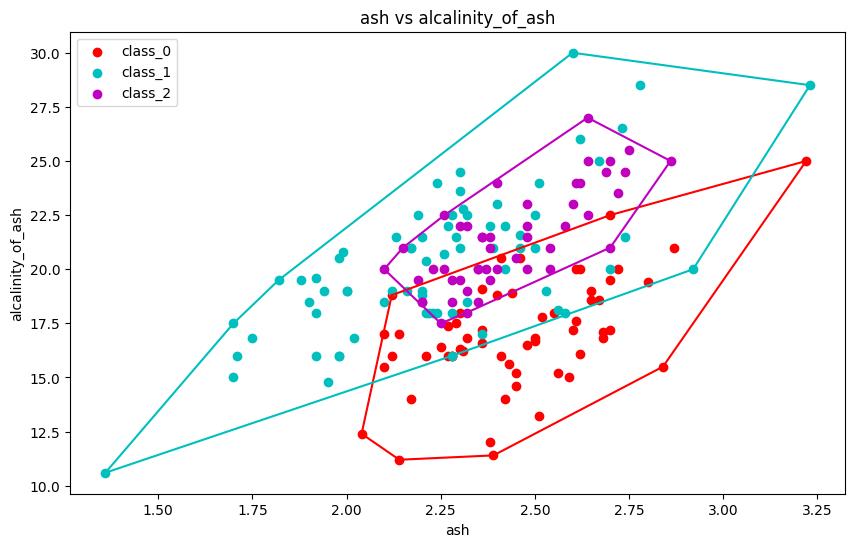 ash vs alcalinity_of_ash
class_0
class_1
class_2
30.0
27.5
25.0
22.5
20.0
17.5
15.0
12.5
10.0
alcalinity_of_ash
1.50 1.75 2.00 2.25 2.50 2.75 3.00 3.25
ash